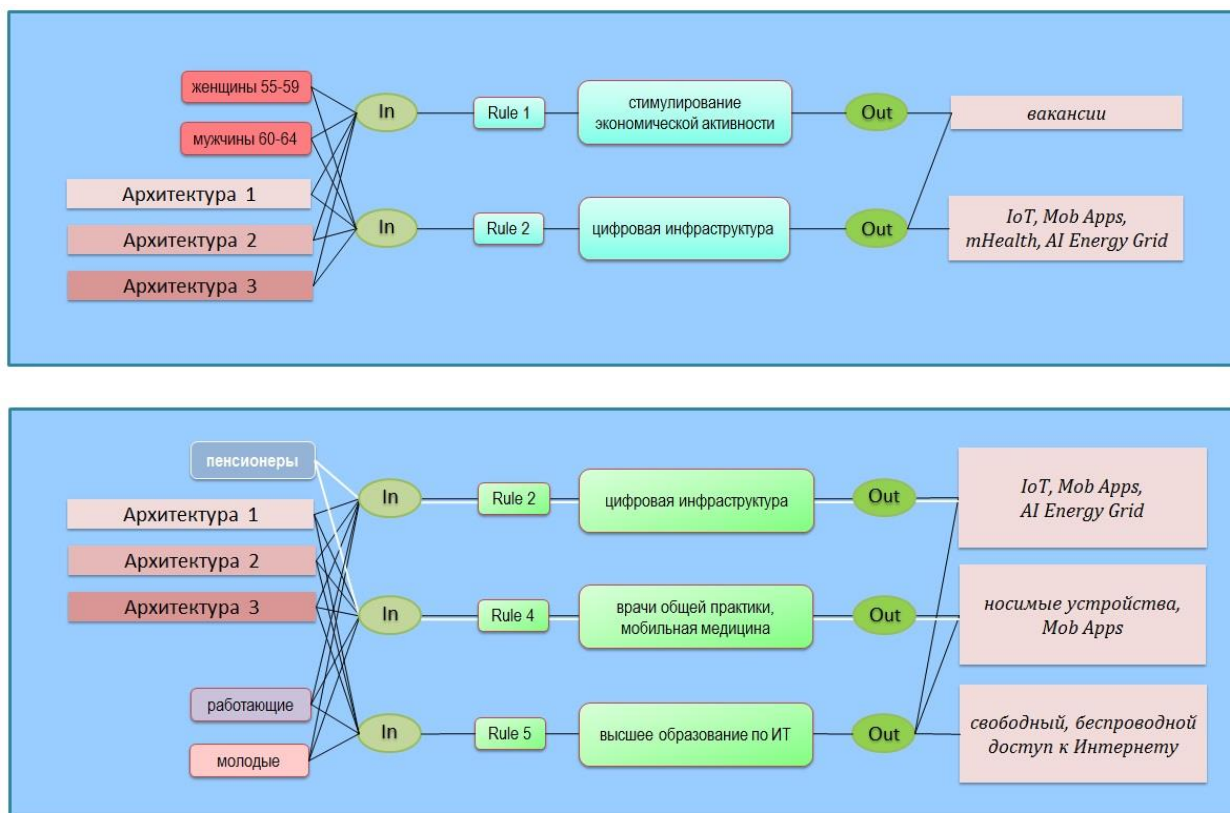 женщины 55-59
мужчины 60-64
Архитектура 1
Архитектура 2
Архитектура 3
In
Rule 1
стимулирование
экономической активности
Out
вакансии
In
Rule 2
цифровая инфраструктура
Out
IoT, Mob Apps,
mHealth, AI Energy Grid
пенсионеры
Архитектура 1
Архитектура 2
Архитектура 3
работающие
молодые
In
Rule 2
цифровая инфраструктура
Out
IoT, Mob Apps,
AI Energy Grid
In
Rule 4
врачи общей практики,
мобильная медицина
Out
носимые устройства,
Mob Apps
In
Rule 5
высшее образование по ИТ
Out
свободный, беспроводной
доступ к Интернету